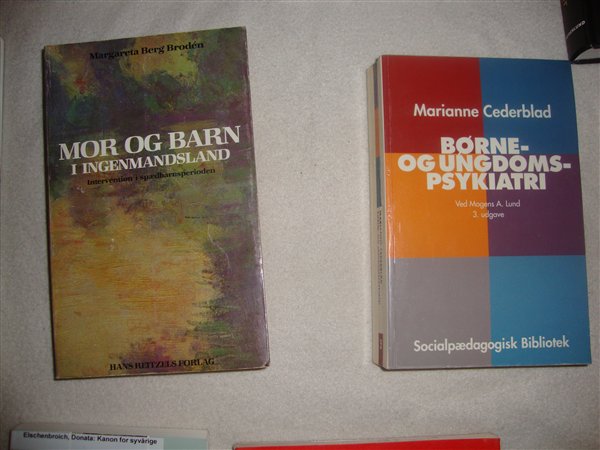 Margareta Berg Brodén
MOR OG BARN
I INGENMANDSLAND
Intervention i spædbarnsperioden
HANS REITZELS FORLAG
Marianne Cederblad
BØRNE-
OG UNGDOMS-
PSYKIATRI
Ved Mogens A. Lund
3. udgave
Socialpædagogisk Bibliotek
Elschenbroich, Donata: Kanon for syvårige